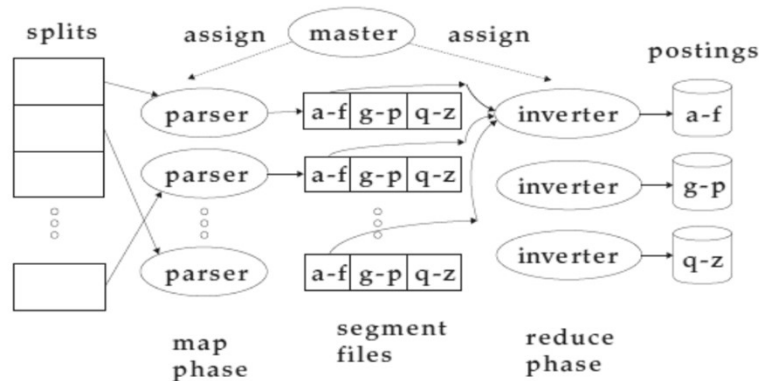 splits
assign
master
assign
postings
parser
a-f g-p q-z
inverter
a-f
parser
a-f g-p q-z
inverter
g-p
parser
a-f g-p q-z
inverter
q-z
map
phase
segment
files
reduce
phase